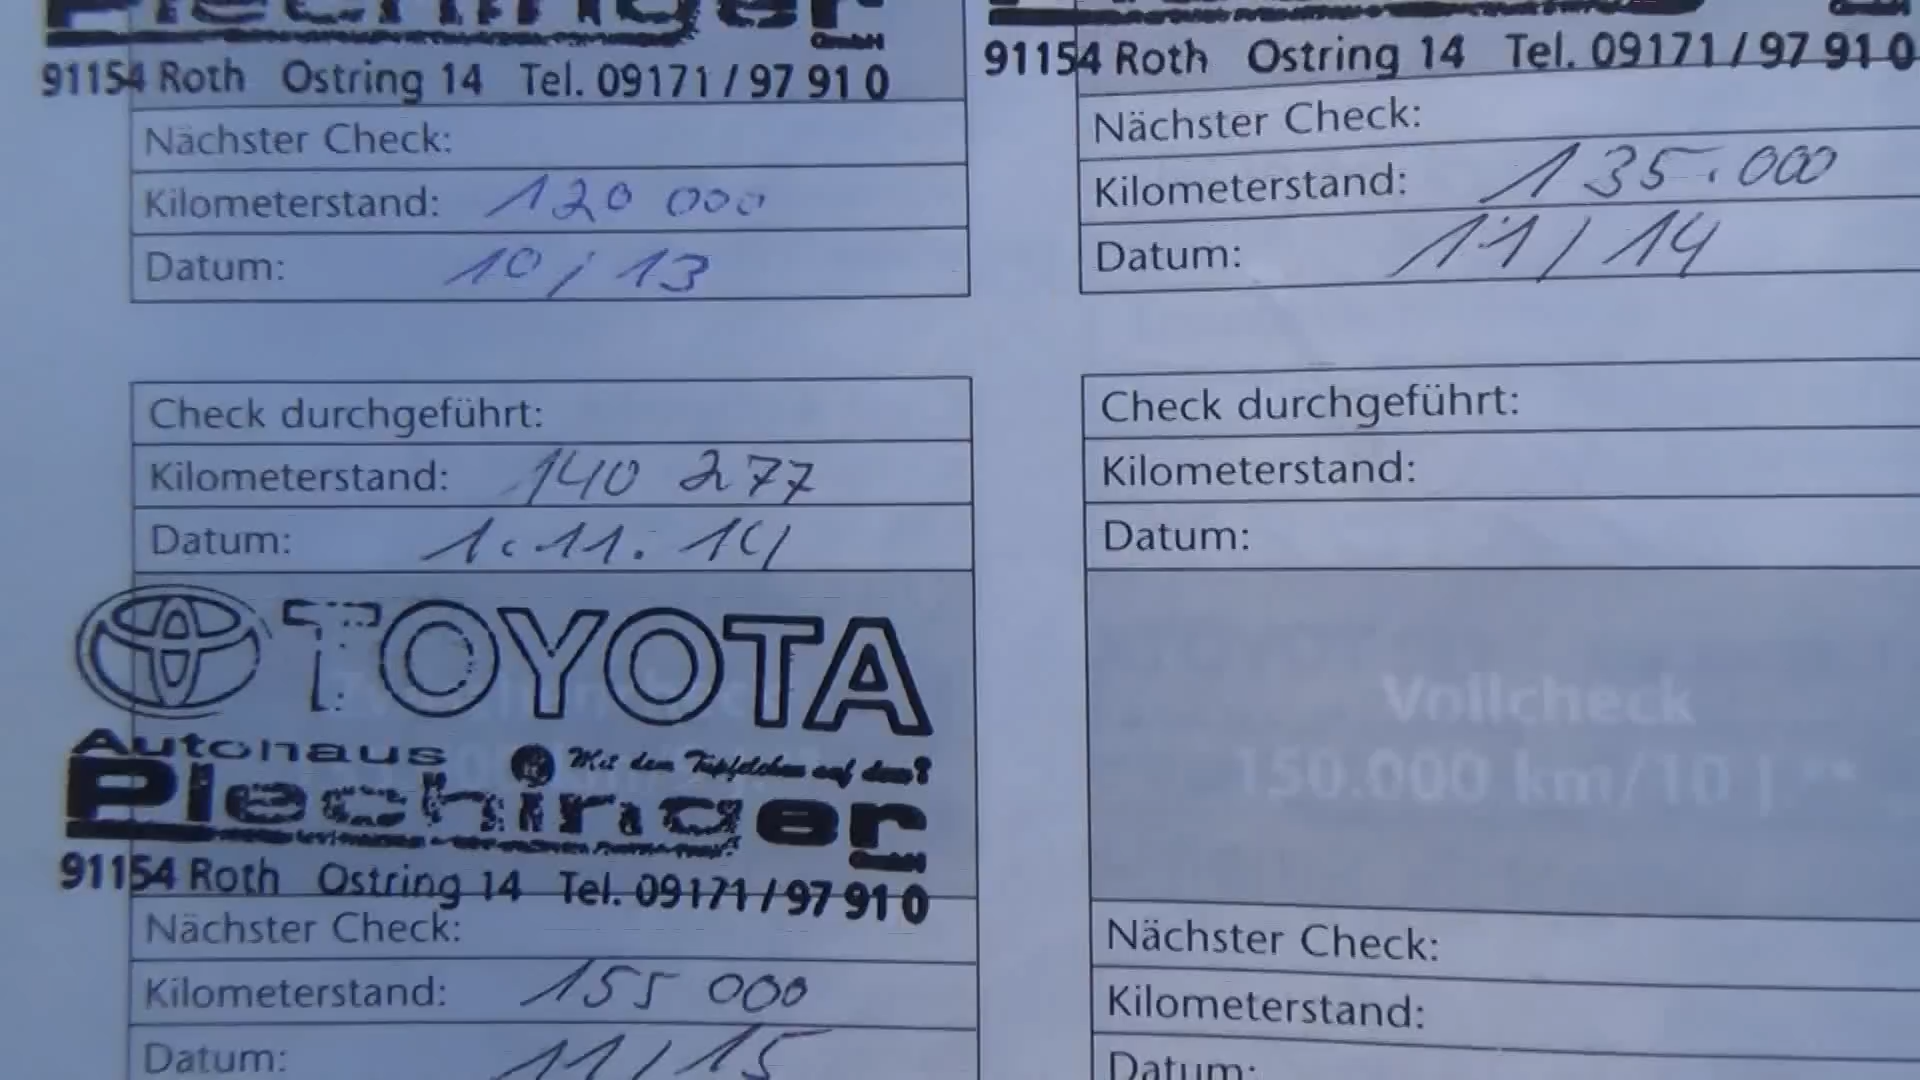 Plechinger
GmbH
91154 Roth Ostring 14 Tel. 09171/97 91 0
Nächster Check:
Kilometerstand: 120 000
Datum: 10/13
GmbH
91154 Roth Ostring 14 Tel. 09171/97 91 0
Nächster Check:
Kilometerstand: 135.000
Datum: 11/14
Check durchgeführt:
Kilometerstand: 140 277
Datum: 1.11.14
TOYOTA
Autohaus
Mit dem Tüpfelchen auf dem i
Plechinger
GmbH
91154 Roth Ostring 14 Tel. 09171/97 91 0
Nächster Check:
Kilometerstand: 155 000
Datum: 11/15
Check durchgeführt:
Kilometerstand:
Datum:
Vollcheck
150.000 km/10 J.**
Nächster Check:
Kilometerstand:
Datum: